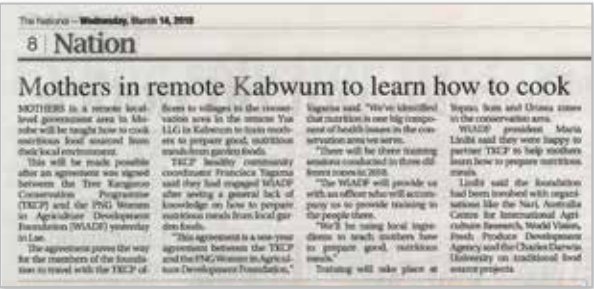 The National – Wednesday, March 14, 2018
8 Nation
Mothers in remote Kabwum to learn how to cook
MOTHERS in a remote local-
level government area in Mo-
robe will be taught how to cook
nutritious food sourced from
their local environment.
This will be made possible
after an agreement was signed
between the Tree Kangaroo
Conservation Programme
(TKCP) and the PNG Women
in Agriculture Development
Foundation (WIADF) yesterday
in Lae.
The agreement paves the way
for the members of the founda-
tion to travel with the TKCP of-
ficers to villages in the conser-
vation area in the remote Yus
LLG in Kabwum to train moth-
ers to prepare good, nutritious
meals from garden foods.
TKCP healthy community
coordinator Francisca Yagama
said they had engaged WIADF
after seeing a general lack of
knowledge on how to prepare
nutritious meals from local gar-
den foods.
"This agreement is a one-year
agreement between the TKCP
and the PNG Women in Agricul-
ture Development Foundation,"
Yagama said. "We've identified
that nutrition is one big compo-
nent of health issues in the con-
servation area we serve.
"There will be three training
sessions conducted in three dif-
ferent zones in 2018.
"The WIADF will provide us
with an officer who will accom-
pany us to provide training to
the people there.
"We'll be using local ingre-
dients to teach mothers how
to prepare good, nutritious
meals."
Training will take place at
Yopno, Som and Uruwa zones
in the conservation area.
WIADF president Maria
Linibi said they were happy to
partner TKCP to help mothers
learn how to prepare nutritious
meals.
Linibi said the foundation
had been involved with organi-
sations like the Nari, Australia
Centre for International Agri-
culture Research, World Vision,
Fresh Produce Development
Agency and the Charles Darwin
University on traditional food
source projects.